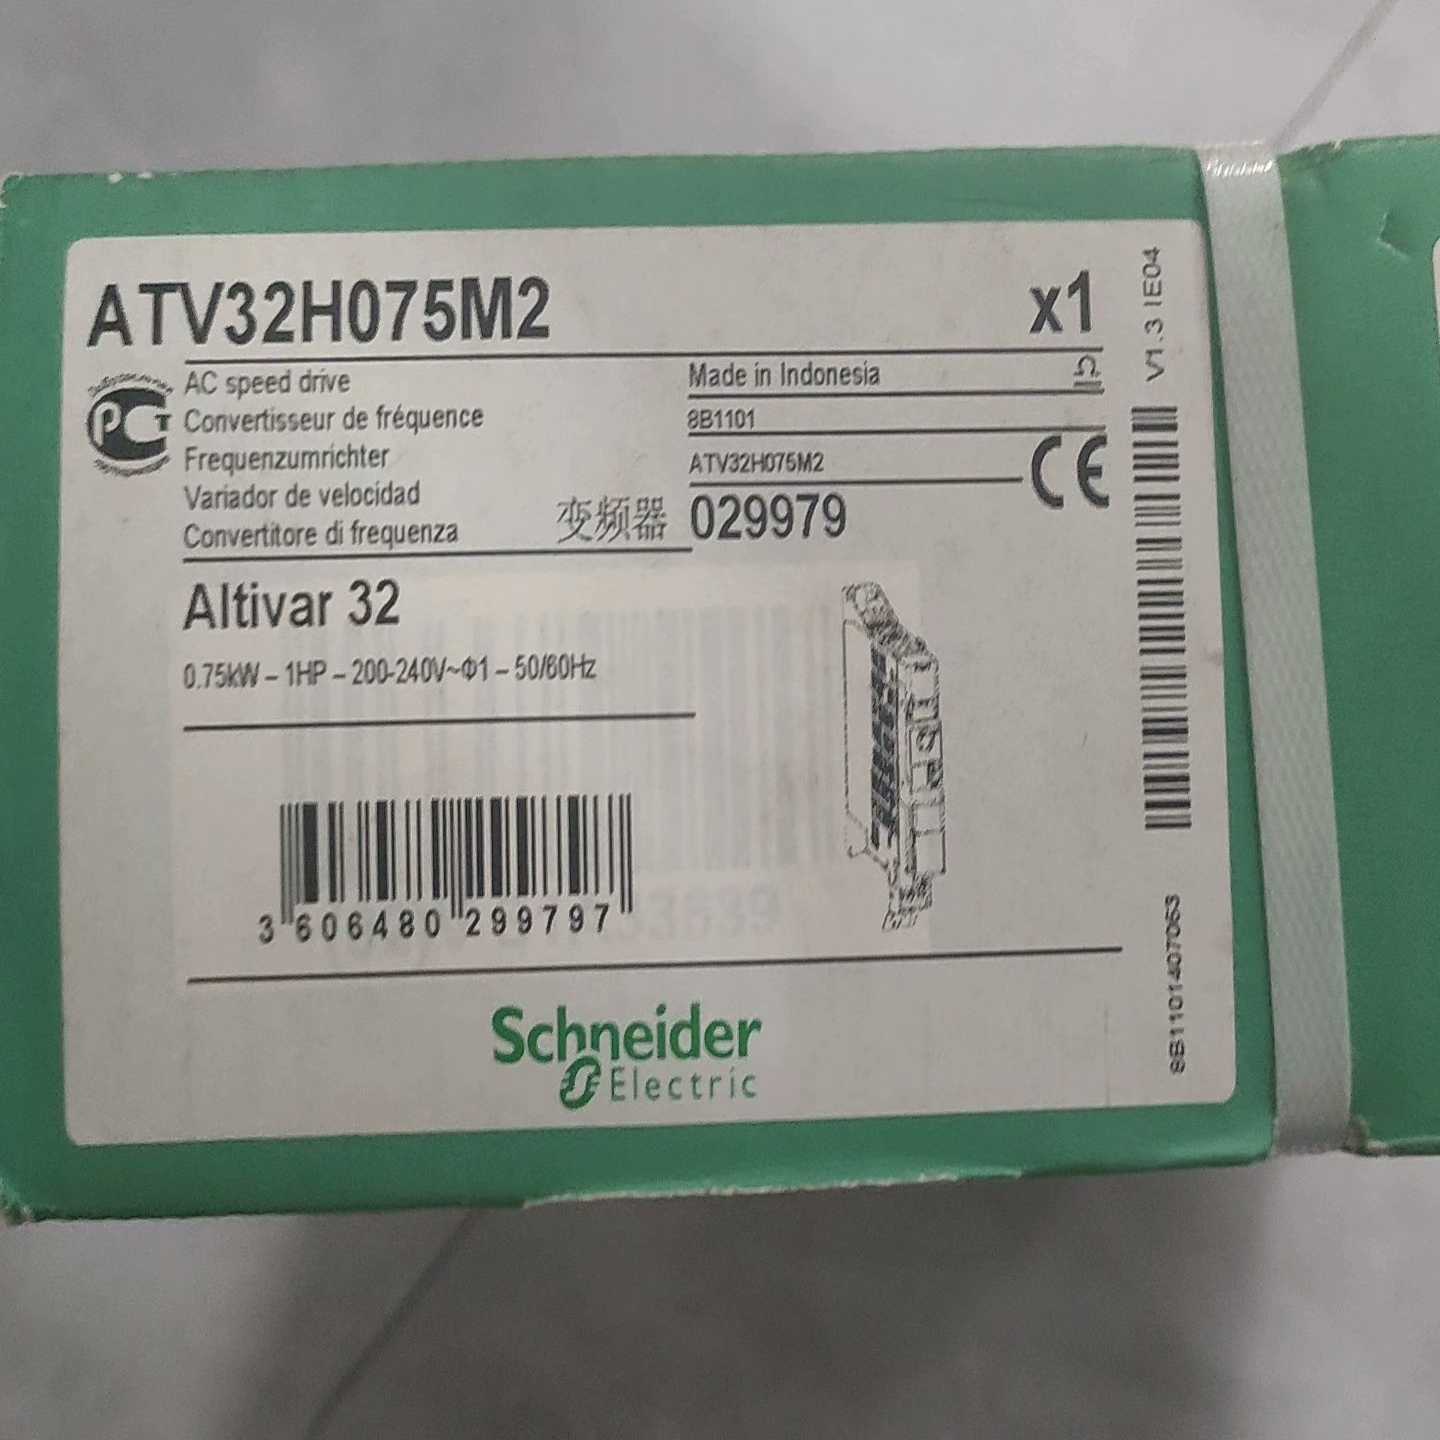 ATV32H075M2
x1
AC speed drive
Convertisseur de fréquence
Frequenzumrichter
Variador de velocidad
Convertitore di frequenza
变频器
Made in Indonesia
8B1101
ATV32H075M2
029979
CE
PCT
Altivar 32
0.75kW – 1HP – 200-240V~Φ1 – 50/60Hz
3 606480 299797
Schneider
Electric
V1.3 IE04
8B1101407063